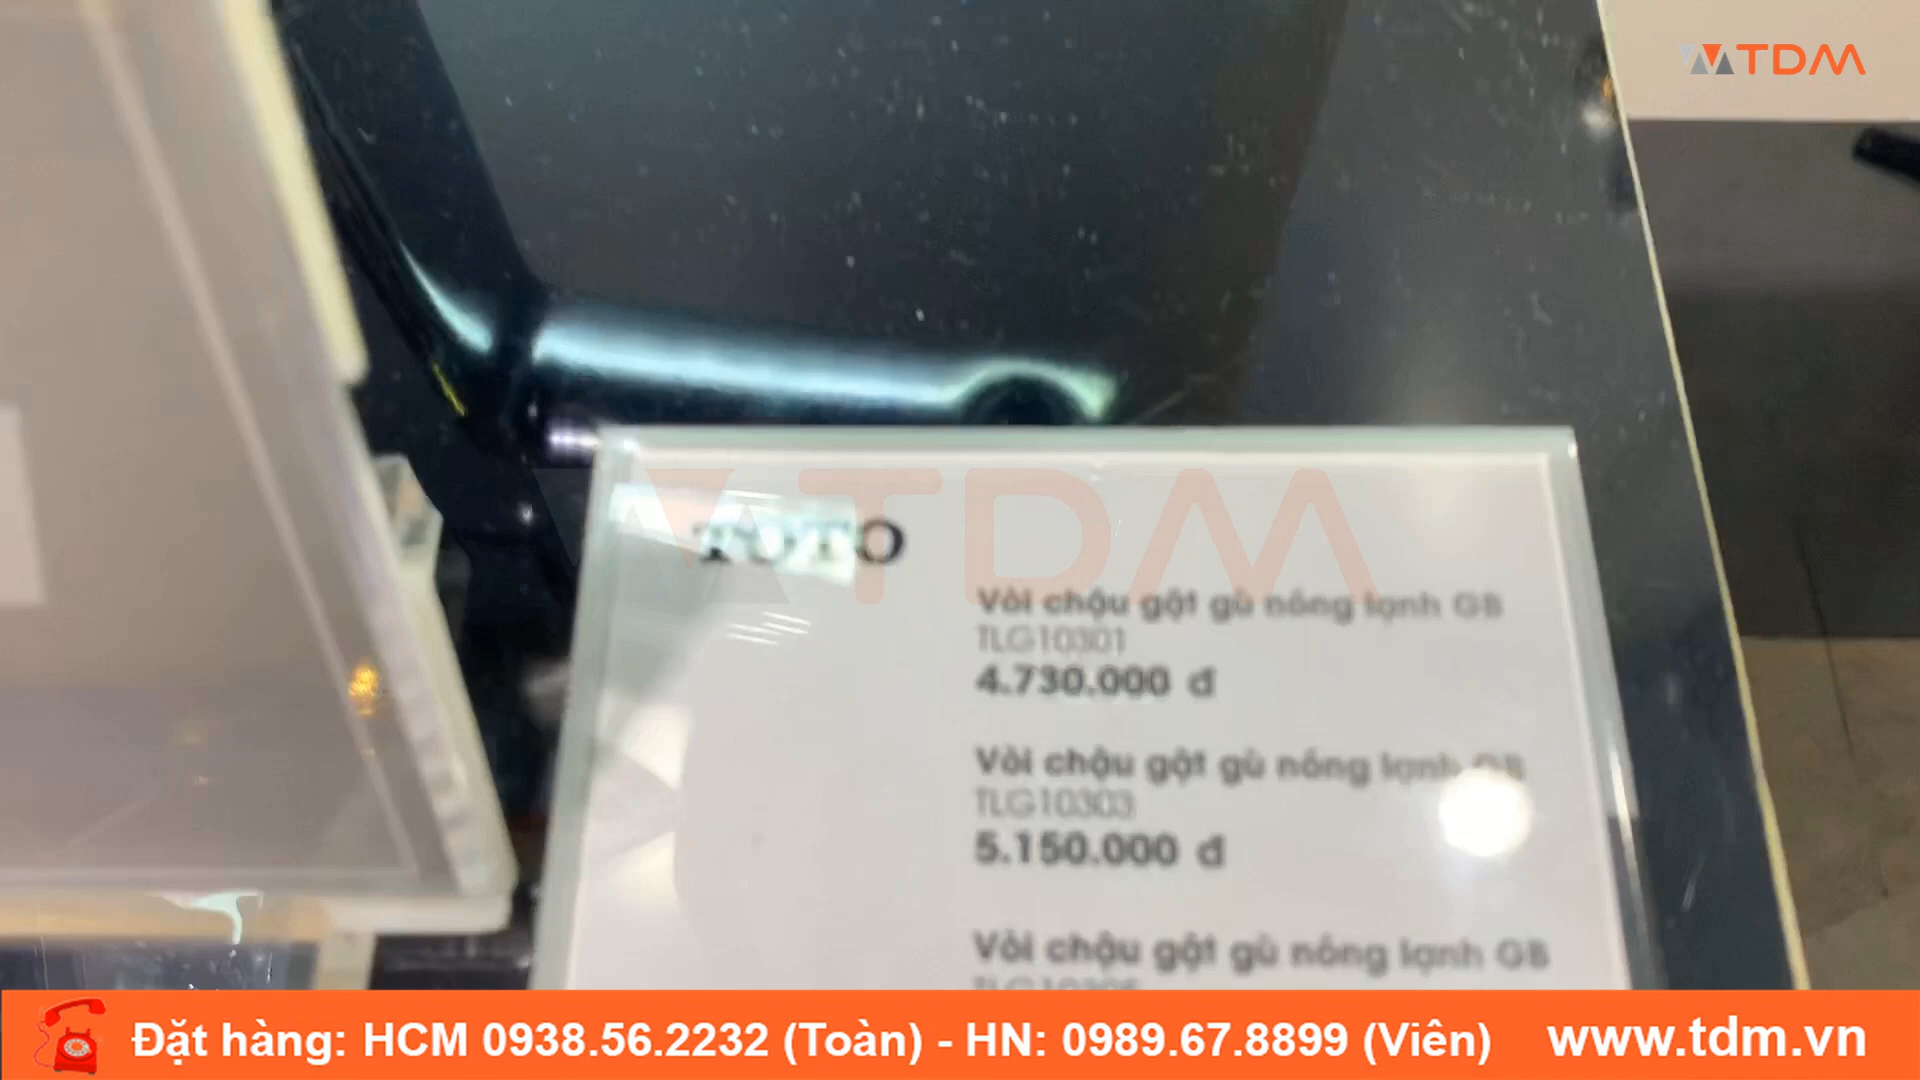 TDM
TOTO
TDM
Vòi chậu gật gù nóng lạnh GB
TLG10301
4.730.000 đ
Vòi chậu gật gù nóng lạnh GB
TLG10303
5.150.000 đ
Vòi chậu gật gù nóng lạnh GB
Đặt hàng: HCM 0938.56.2232 (Toàn) - HN: 0989.67.8899 (Viên) www.tdm.vn